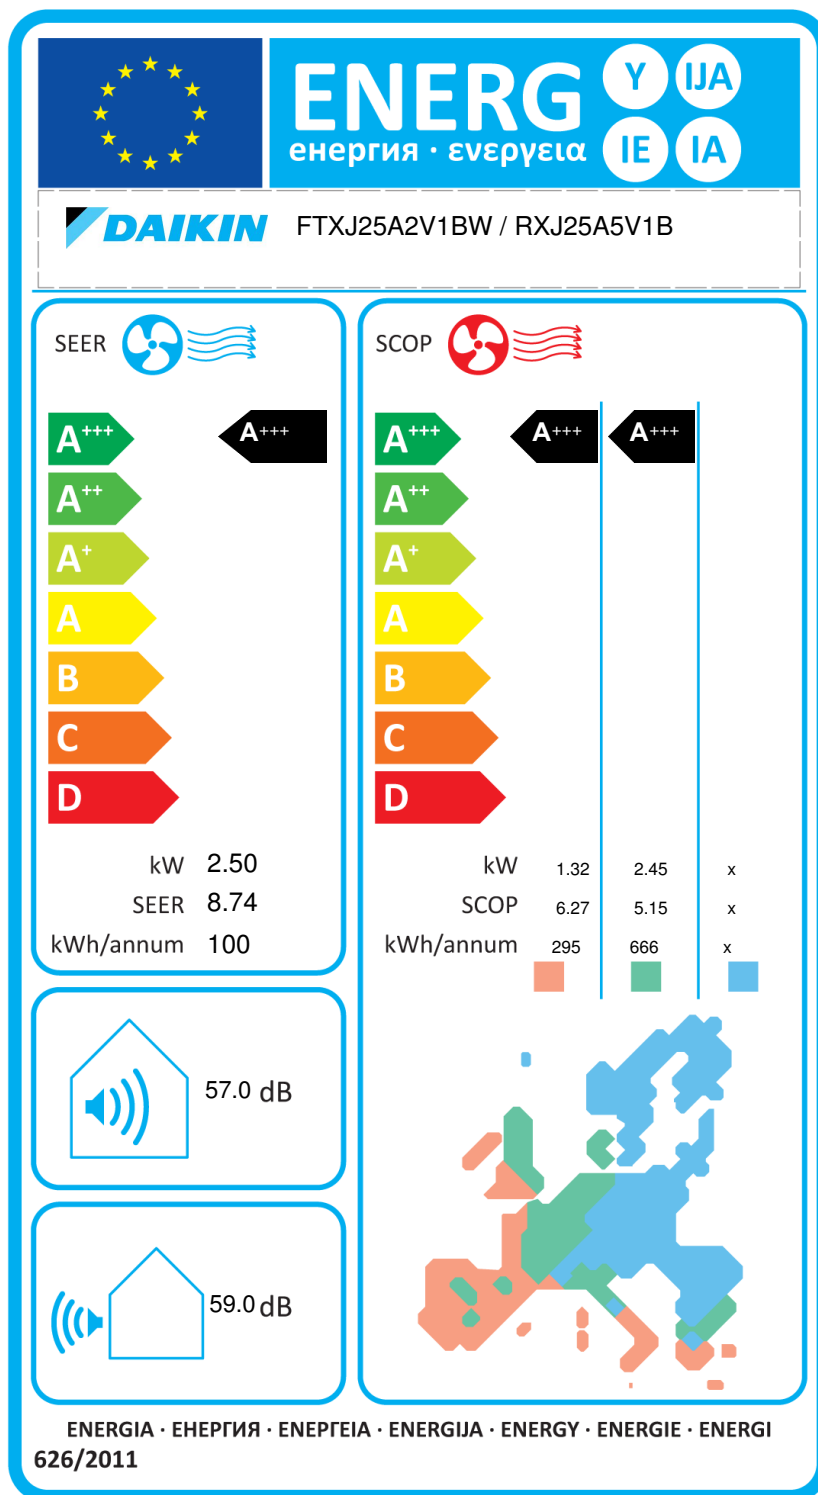 ENERG
енергия · ενεργεια
Y
IJA
IE
IA
DAIKIN
FTXJ25A2V1BW / RXJ25A5V1B
SEER
A+++
A+++
A++
A+
A
B
C
D
kW 2.50
SEER 8.74
kWh/annum 100
SCOP
A+++
A+++
A+++
A++
A+
A
B
C
D
kW 1.32 2.45 x
SCOP 6.27 5.15 x
kWh/annum 295 666 x
57.0 dB
59.0 dB
ENERGIA · ЕНЕРГИЯ · ΕΝΕΡΓΕΙΑ · ENERGIJA · ENERGY · ENERGIE · ENERGI
626/2011